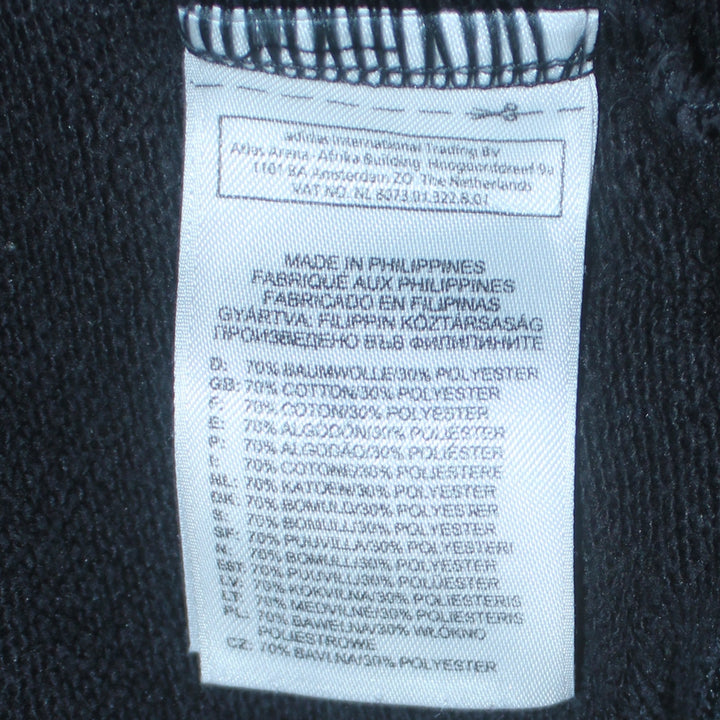 adidas International Trading BV
Atlas Arena-Afrika Building Hoogoorddreef 9a
1101 BA Amsterdam ZO The Netherlands
VAT NO. NL 8073.01.322.B.01
MADE IN PHILIPPINES
FABRIQUÉ AUX PHILIPPINES
FABRICADO EN FILIPINAS
GYÁRTVA: FILIPPIN KÖZTÁRSASÁG
ПРОИЗВЕДЕНО ВЪВ ФИЛИПИНИТЕ
D: 70% BAUMWOLLE/30% POLYESTER
GB: 70% COTTON/30% POLYESTER
F: 70% COTON/30% POLYESTER
E: 70% ALGODÓN/30% POLIÉSTER
P: 70% ALGODÃO/30% POLIÉSTER
I: 70% COTONE/30% POLIESTERE
NL: 70% KATOEN/30% POLYESTER
DK: 70% BOMULD/30% POLYESTER
S: 70% BOMULL/30% POLYESTER
SF: 70% PUUVILLA/30% POLYESTERI
N: 70% BOMULL/30% POLYESTER
EST: 70% PUUVILL/30% POLÜESTER
LV: 70% KOKVILNA/30% POLIESTERIS
LT: 70% MEDVILNĖ/30% POLIESTERIS
PL: 70% BAWEŁNA/30% WŁÓKNO
POLIESTROWE
CZ: 70% BAVLNA/30% POLYESTER